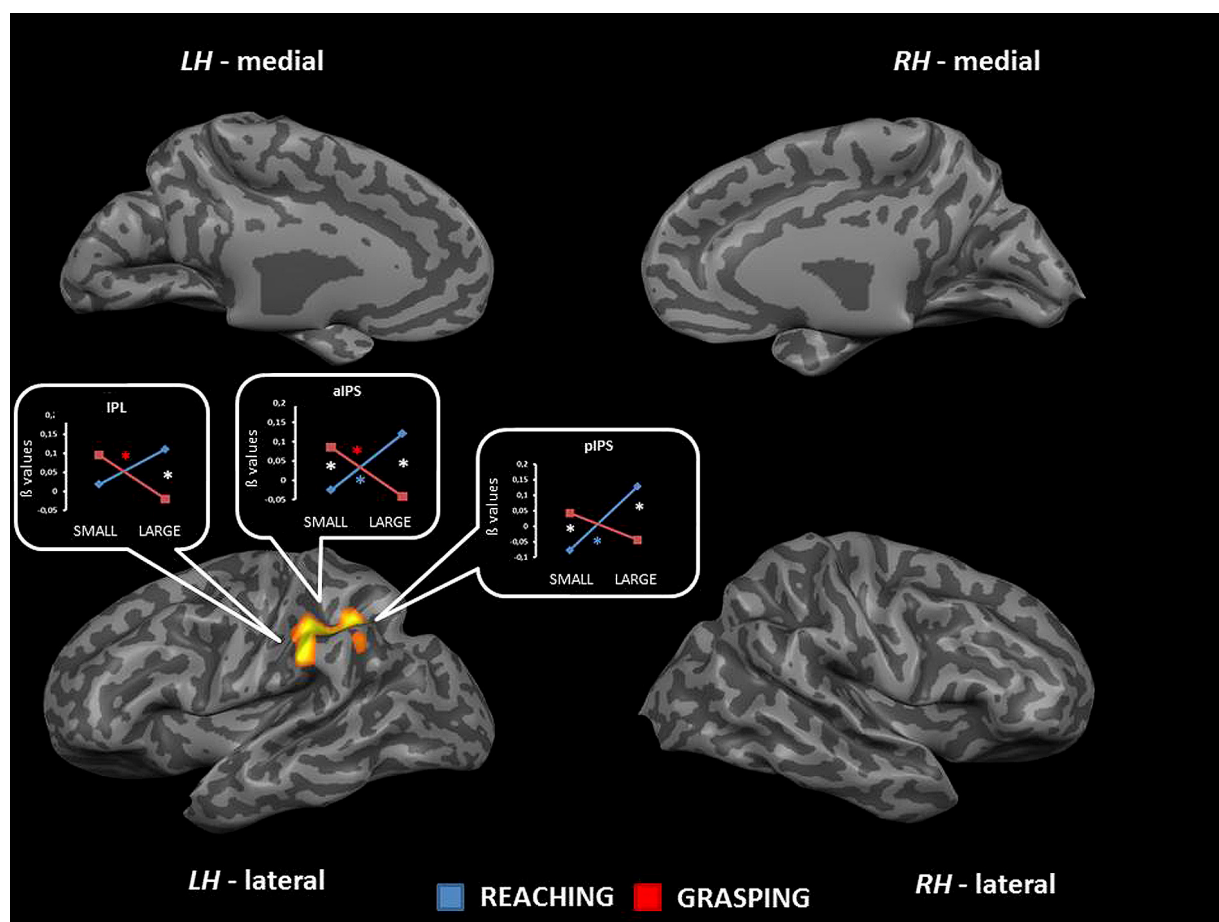 LH - medial
RH - medial
IPL
ß values
0,15
0,1
0,05
0
-0,05
SMALL LARGE
aIPS
ß values
0,2
0,15
0,1
0,05
0
-0,05
SMALL LARGE
pIPS
ß values
0,2
0,15
0,1
0,05
0
-0,05
-0,1
SMALL LARGE
LH - lateral
REACHING GRASPING
RH - lateral